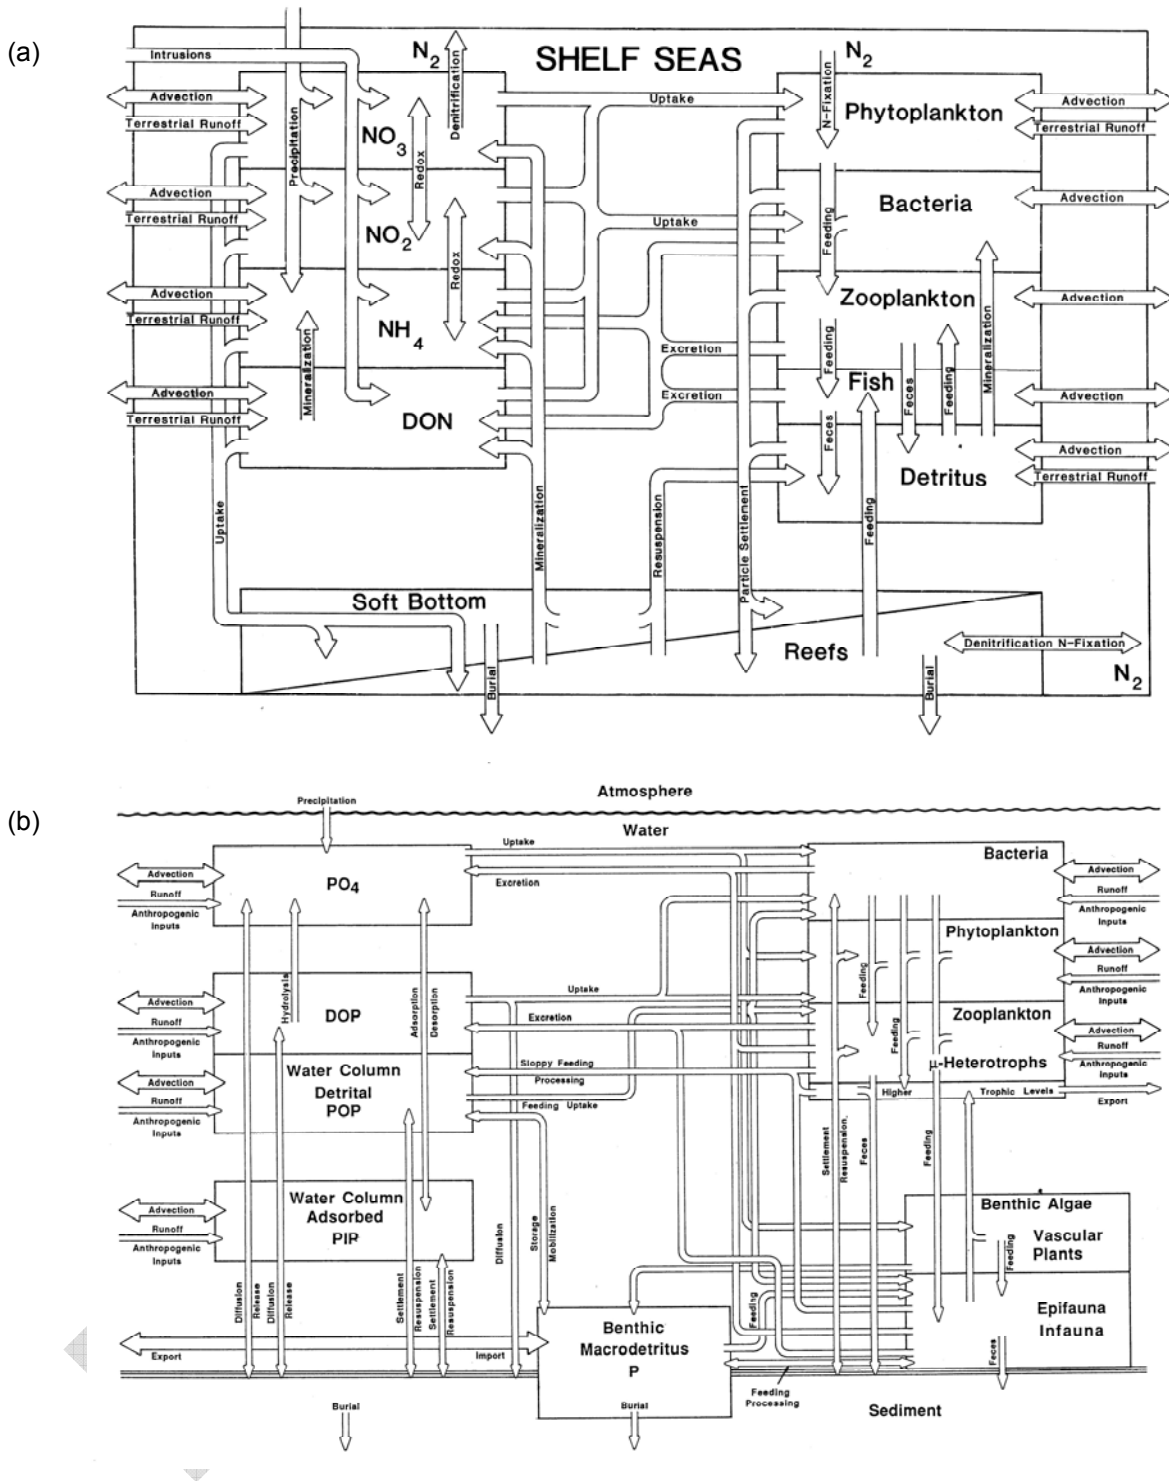 (a)
SHELF SEAS
N2
N2
Intrusions
Advection
Terrestrial Runoff
Precipitation
NO3
Redox
Denitrification
Uptake
N-Fixation
Phytoplankton
Advection
Terrestrial Runoff
Advection
Terrestrial Runoff
NO2
Redox
Uptake
Feeding
Bacteria
Advection
Advection
Terrestrial Runoff
NH4
Mineralization
Excretion
Zooplankton
Feeding
Mineralization
Advection
Advection
Terrestrial Runoff
DON
Excretion
Fish
Feces
Feeding
Advection
Feces
Detritus
Advection
Terrestrial Runoff
Uptake
Mineralization
Resuspension
Particle Settlement
Feeding
Soft Bottom
Reefs
Denitrification N-Fixation
N2
Burial
Burial
(b)
Precipitation
Atmosphere
Water
PO4
Advection
Runoff
Anthropogenic
Inputs
Uptake
Excretion
Bacteria
Advection
Runoff
Anthropogenic
Inputs
Phytoplankton
Advection
Runoff
Anthropogenic
Inputs
Hydrolysis
Adsorption
Desorption
DOP
Advection
Runoff
Anthropogenic
Inputs
Uptake
Excretion
Feeding
Feeding
Zooplankton
μ-Heterotrophs
Advection
Runoff
Anthropogenic
Inputs
Water Column
Detrital
POP
Advection
Runoff
Anthropogenic
Inputs
Sloppy Feeding
Processing
Feeding Uptake
Higher
Trophic Levels
Export
Settlement
Resuspension,
Feces
Feeding
Water Column
Adsorbed
PIP
Advection
Runoff
Anthropogenic
Inputs
Diffusion
Release
Diffusion
Release
Settlement
Resuspension
Settlement
Resuspension
Diffusion
Storage
Mobilization
Benthic Algae
Vascular
Plants
Feeding
Epifauna
Infauna
Feces
Feeding
Benthic
Macrodetritus
P
Export
Import
Feeding
Processing
Sediment
Burial
Burial